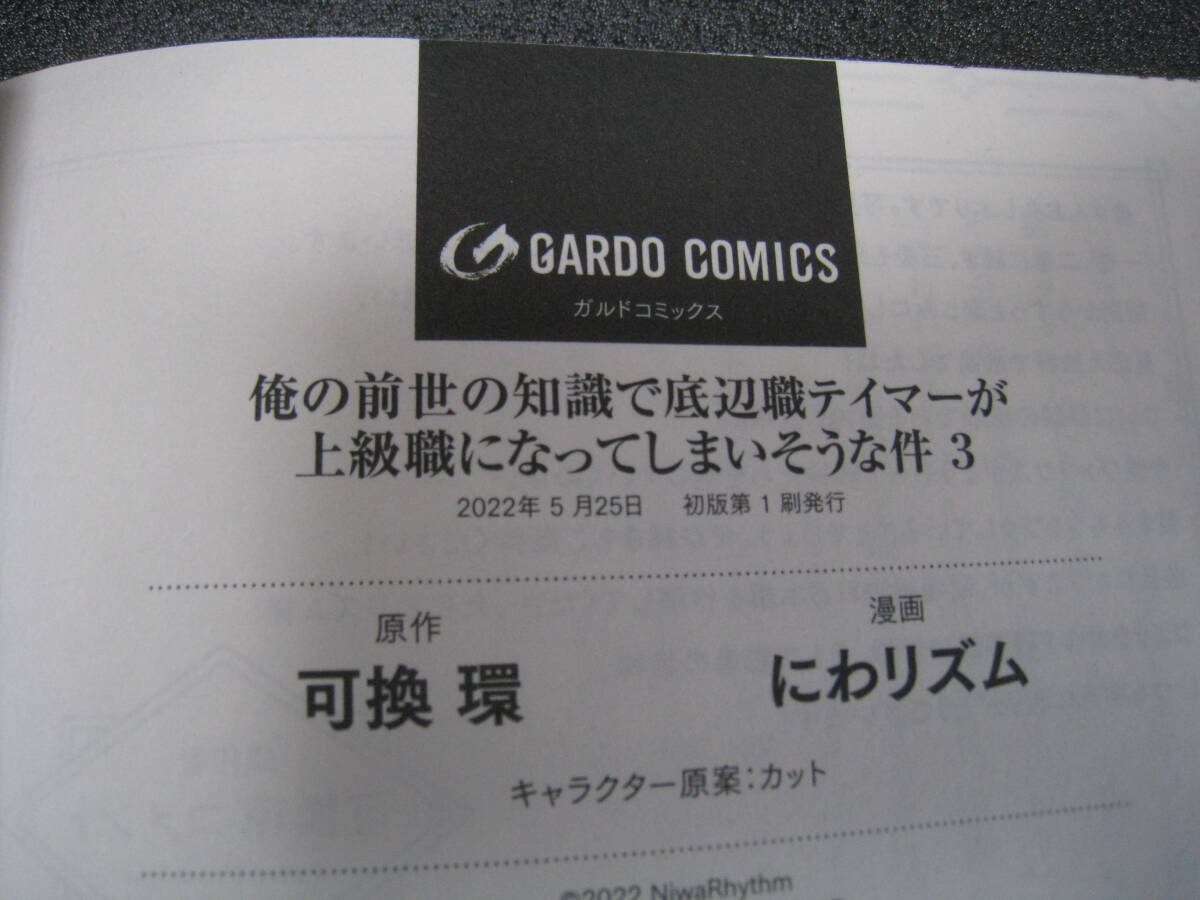 GARDO COMICS
ガルドコミックス
俺の前世の知識で底辺職テイマーが
上級職になってしまいそうな件 3
2022年5月25日 初版第1刷発行
原作 漫画
可換 環 にわリズム
キャラクター原案:カット
©2022 NiwaRhythm